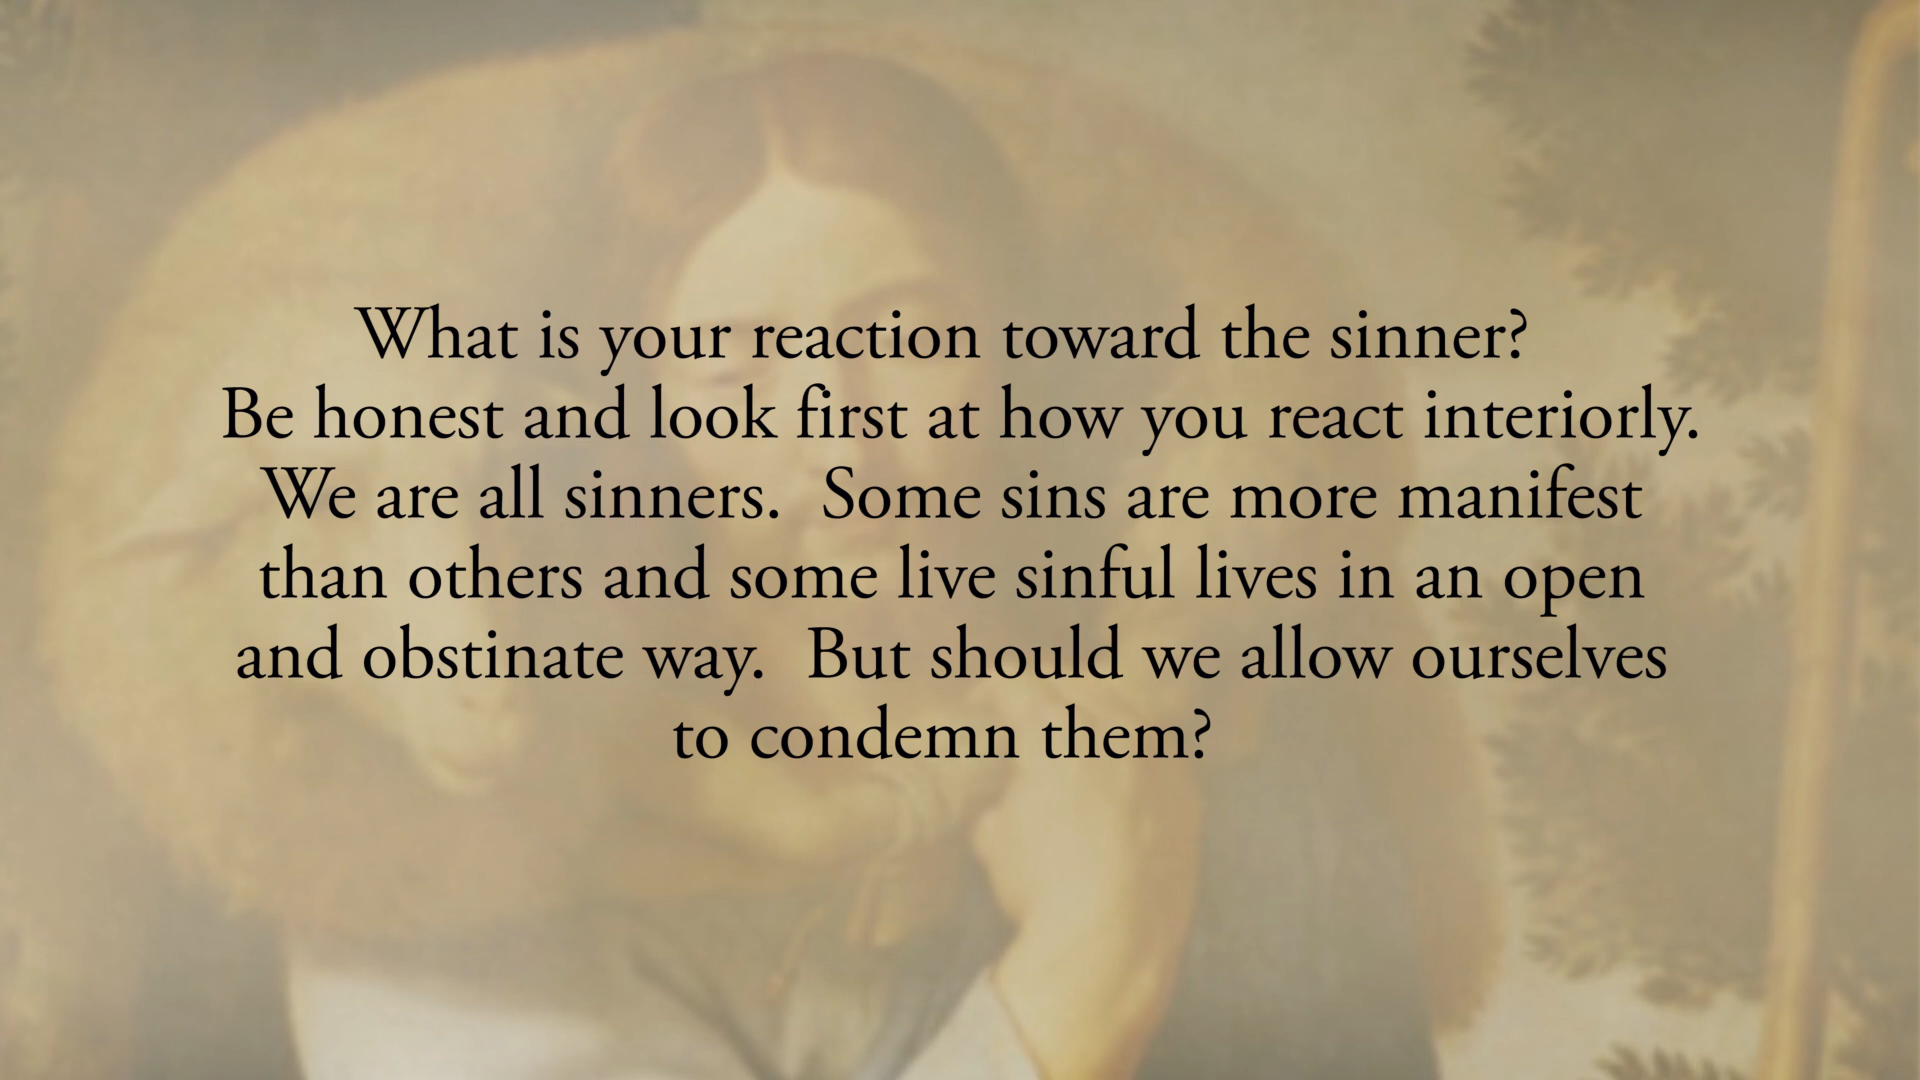 What is your reaction toward the sinner?
Be honest and look first at how you react interiorly.
We are all sinners.  Some sins are more manifest
than others and some live sinful lives in an open
and obstinate way.  But should we allow ourselves
to condemn them?